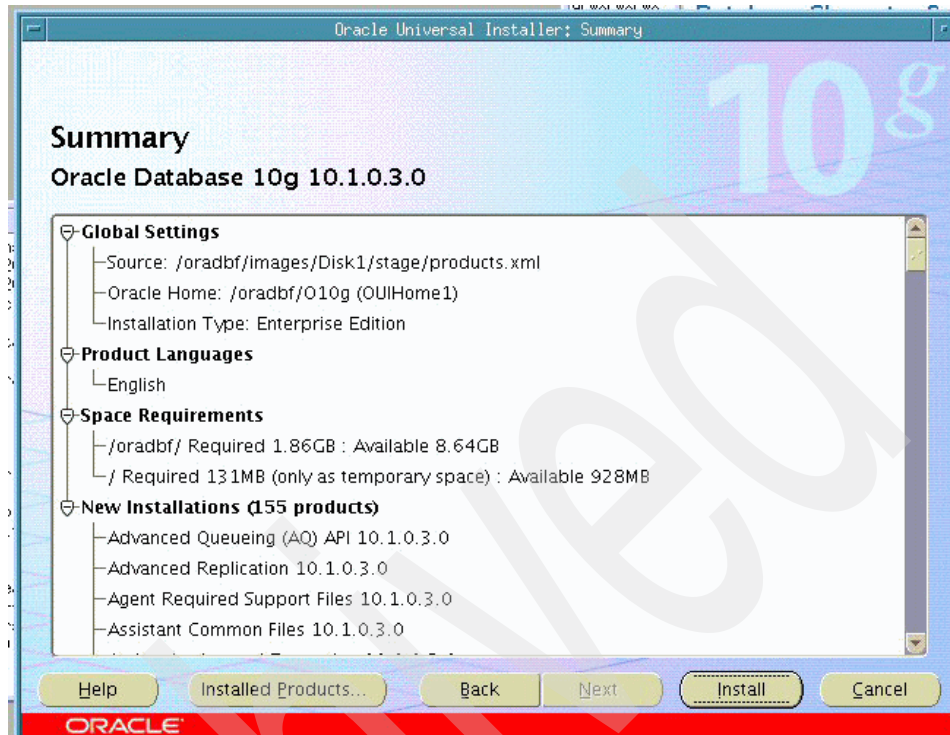 Oracle Universal Installer: Summary
10g
Summary
Oracle Database 10g 10.1.0.3.0
Global Settings
Source: /oradbf/images/Disk1/stage/products.xml
Oracle Home: /oradbf/O10g (OUIHome1)
Installation Type: Enterprise Edition
Product Languages
English
Space Requirements
/oradbf/ Required 1.86GB : Available 8.64GB
/ Required 131MB (only as temporary space) : Available 928MB
New Installations (155 products)
Advanced Queueing (AQ) API 10.1.0.3.0
Advanced Replication 10.1.0.3.0
Agent Required Support Files 10.1.0.3.0
Assistant Common Files 10.1.0.3.0
Help Installed Products... Back Next Install Cancel
ORACLE